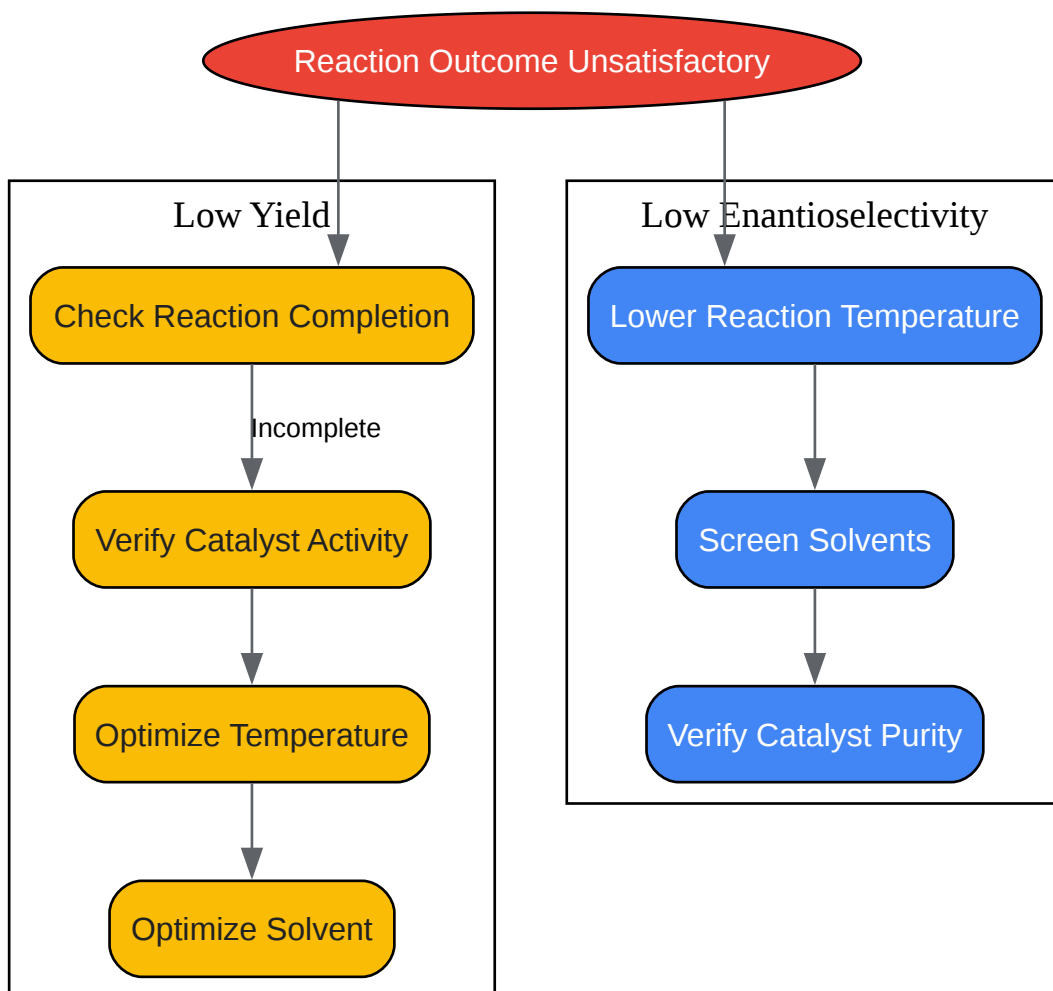 Reaction Outcome Unsatisfactory
Low Yield
Check Reaction Completion
Incomplete
Verify Catalyst Activity
Optimize Temperature
Optimize Solvent
Low Enantioselectivity
Lower Reaction Temperature
Screen Solvents
Verify Catalyst Purity